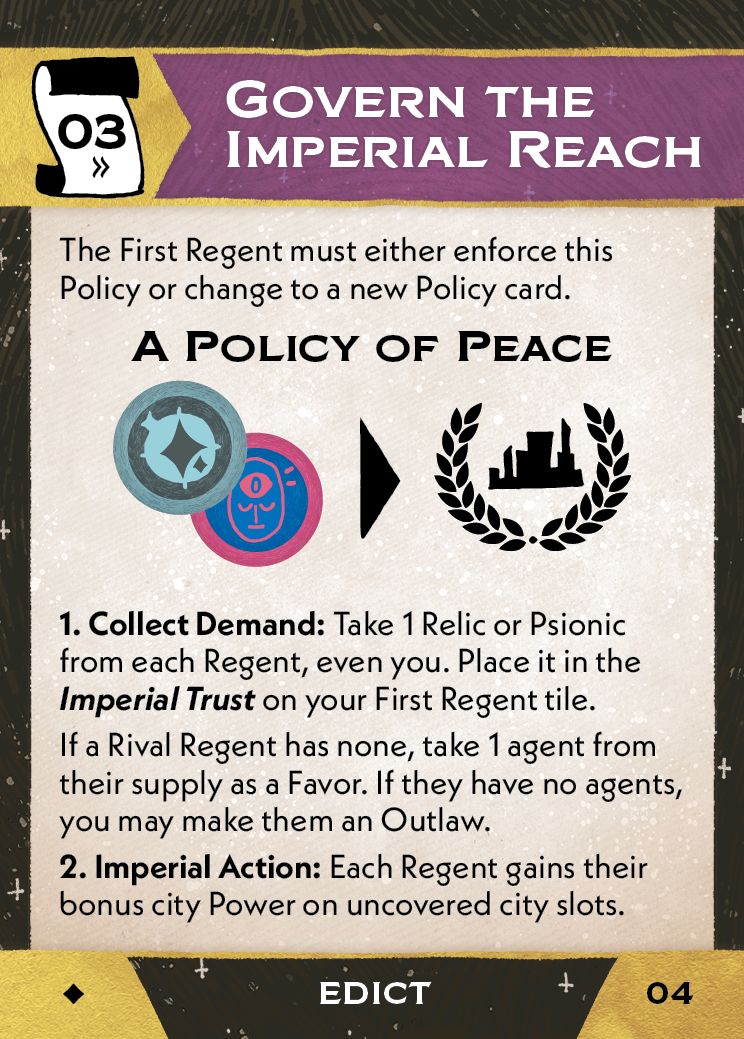 03
»
GOVERN THE
IMPERIAL REACH
The First Regent must either enforce this
Policy or change to a new Policy card.
A POLICY OF PEACE
1. Collect Demand: Take 1 Relic or Psionic
from each Regent, even you. Place it in the
Imperial Trust on your First Regent tile.
If a Rival Regent has none, take 1 agent from
their supply as a Favor. If they have no agents,
you may make them an Outlaw.
2. Imperial Action: Each Regent gains their
bonus city Power on uncovered city slots.
EDICT
04